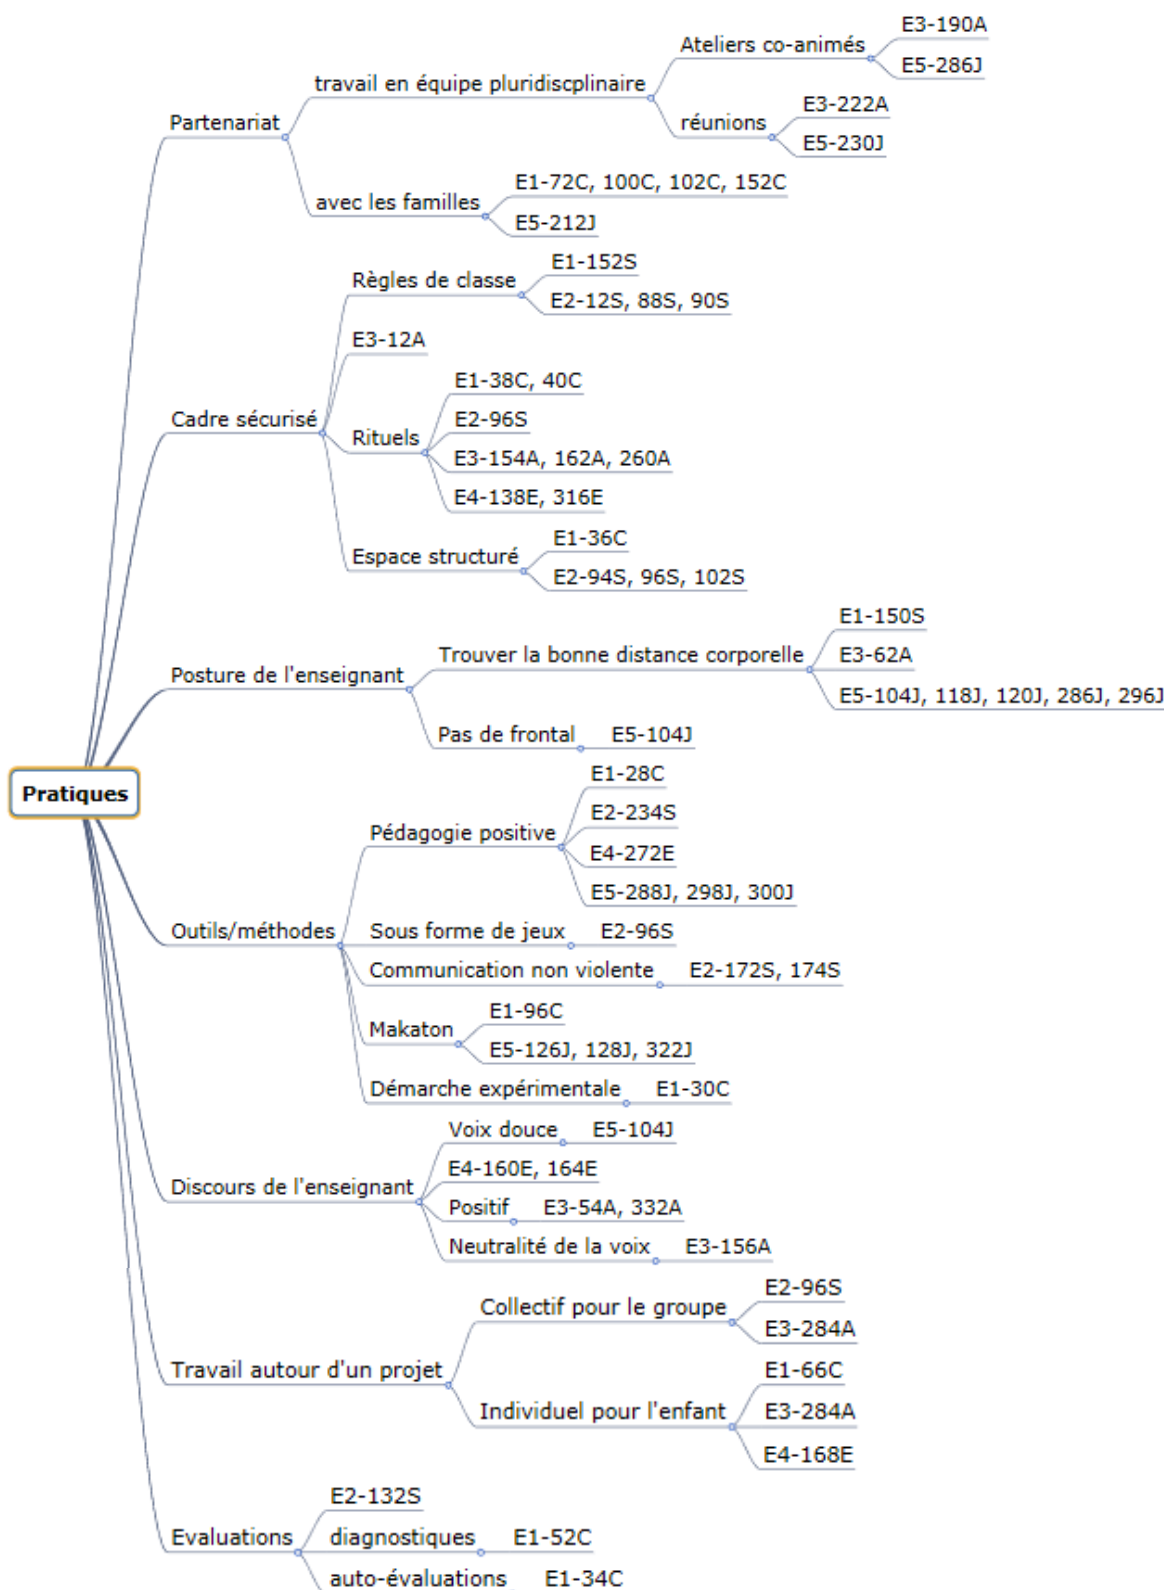 Pratiques
Partenariat
travail en équipe pluridiscplinaire
Ateliers co-animés
E3-190A
E5-286J
réunions
E3-222A
E5-230J
avec les familles
E1-72C, 100C, 102C, 152C
E5-212J
Cadre sécurisé
Règles de classe
E1-152S
E2-12S, 88S, 90S
E3-12A
Rituels
E1-38C, 40C
E2-96S
E3-154A, 162A, 260A
E4-138E, 316E
Espace structuré
E1-36C
E2-94S, 96S, 102S
Posture de l'enseignant
Trouver la bonne distance corporelle
E1-150S
E3-62A
E5-104J, 118J, 120J, 286J, 296J
Pas de frontal
E5-104J
Outils/méthodes
Pédagogie positive
E1-28C
E2-234S
E4-272E
E5-288J, 298J, 300J
Sous forme de jeux
E2-96S
Communication non violente
E2-172S, 174S
Makaton
E1-96C
E5-126J, 128J, 322J
Démarche expérimentale
E1-30C
Discours de l'enseignant
Voix douce
E5-104J
E4-160E, 164E
Positif
E3-54A, 332A
Neutralité de la voix
E3-156A
Travail autour d'un projet
Collectif pour le groupe
E2-96S
E3-284A
Individuel pour l'enfant
E1-66C
E3-284A
E4-168E
Evaluations
E2-132S
diagnostiques
E1-52C
auto-évaluations
E1-34C